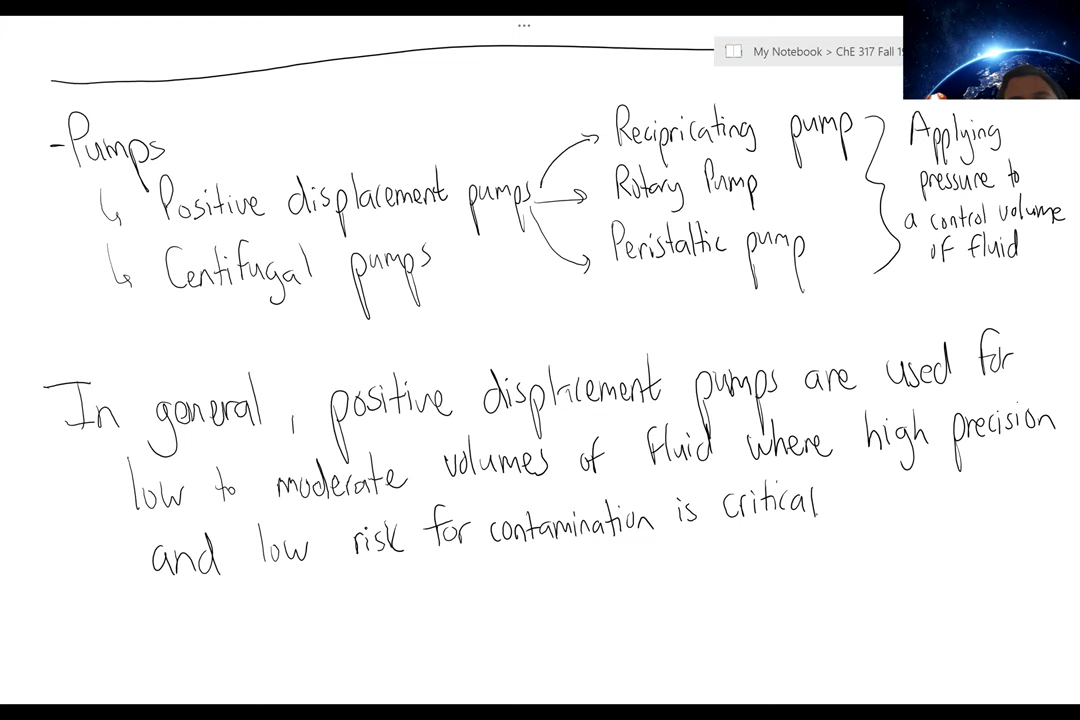 My Notebook > ChE 317 Fall 19
-Pumps
↳ Positive displacement pumps
↳ Centifugal pumps
Recipricating pump
Rotary Pump
Peristaltic pump
Applying
pressure to
a control volume
of fluid
In general, positive displacement pumps are used for
low to moderate volumes of fluid where high precision
and low risk for contamination is critical